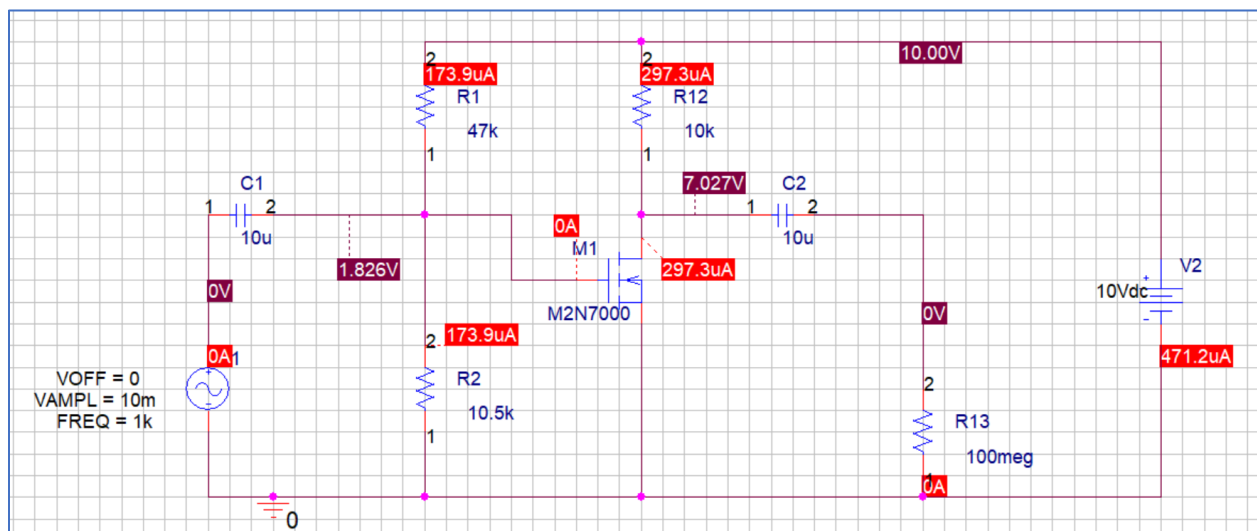 10.00V
2
173.9uA
R1
47k
1
2
297.3uA
R12
10k
1
C1
1
2
10u
1.826V
0V
0A
1
VOFF = 0
VAMPL = 10m
FREQ = 1k
0
2
173.9uA
R2
10.5k
1
0A
M1
M2N7000
297.3uA
7.027V
C2
1
2
10u
0V
2
R13
100meg
1
0A
V2
+
10Vdc
-
471.2uA